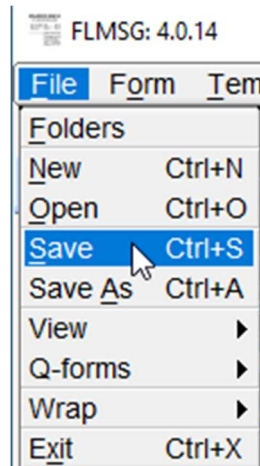 FLMSG: 4.0.14
File Form Tem
Folders
New Ctrl+N
Open Ctrl+O
Save Ctrl+S
Save As Ctrl+A
View
Q-forms
Wrap
Exit Ctrl+X